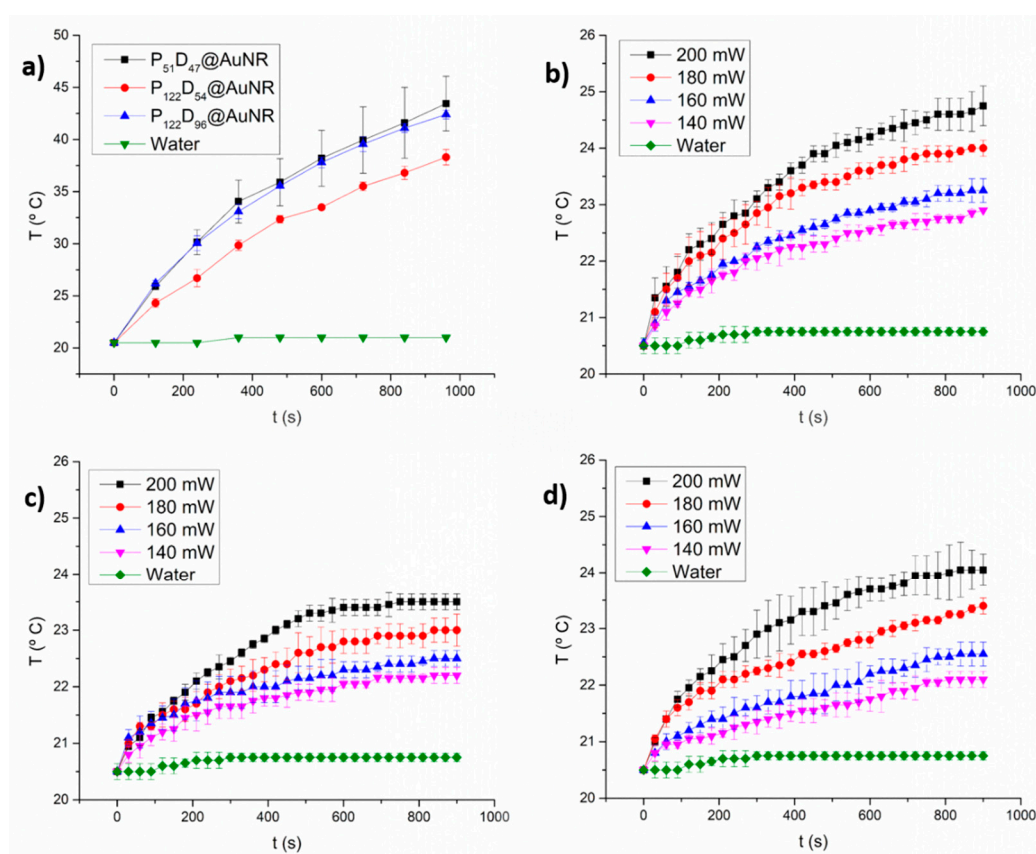 a)
50
45
40
35
30
25
20
T (º C)
P51D47@AuNR
P122D54@AuNR
P122D96@AuNR
Water
0 200 400 600 800 1000
t (s)
b)
26
25
24
23
22
21
20
T (º C)
200 mW
180 mW
160 mW
140 mW
Water
0 200 400 600 800 1000
t (s)
c)
26
25
24
23
22
21
20
T (º C)
200 mW
180 mW
160 mW
140 mW
Water
0 200 400 600 800 1000
t (s)
d)
26
25
24
23
22
21
20
T (º C)
200 mW
180 mW
160 mW
140 mW
Water
0 200 400 600 800 1000
t (s)